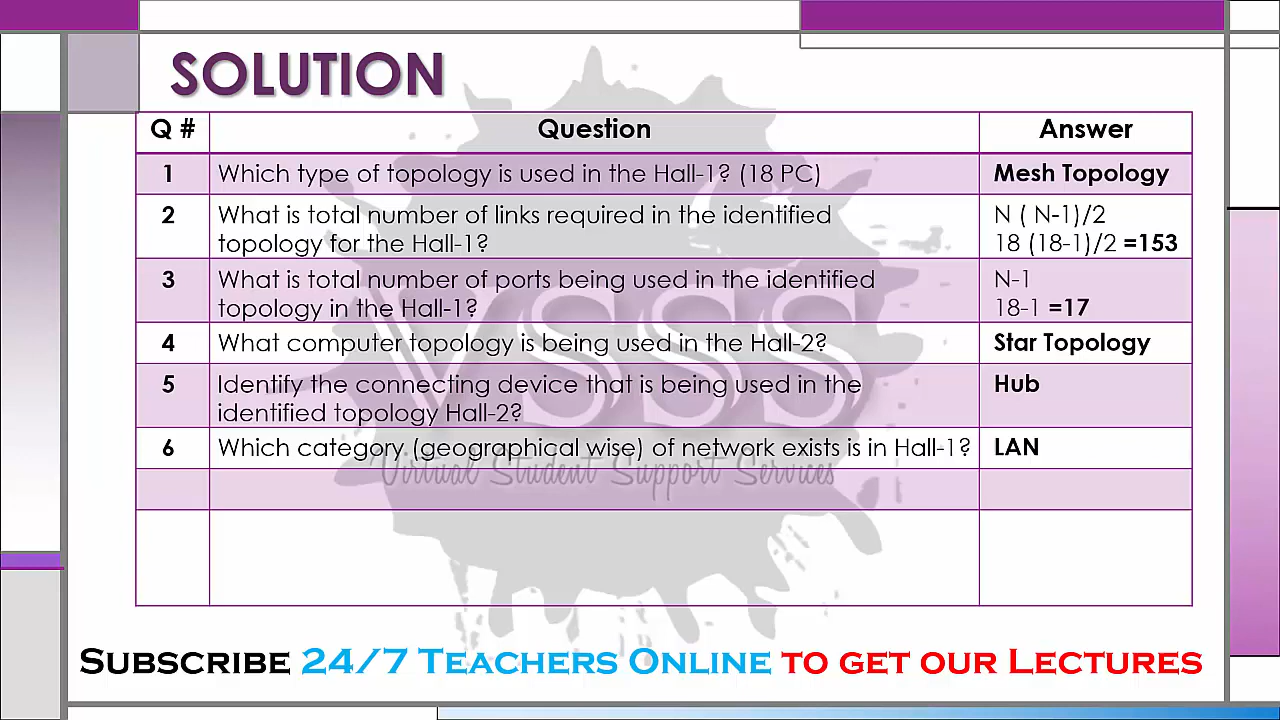 SOLUTION
Q # Question Answer
1 Which type of topology is used in the Hall-1? (18 PC) Mesh Topology
2 What is total number of links required in the identified N ( N-1)/2
topology for the Hall-1? 18 (18-1)/2 =153
3 What is total number of ports being used in the identified N-1
topology in the Hall-1? 18-1 =17
4 What computer topology is being used in the Hall-2? Star Topology
5 Identify the connecting device that is being used in the Hub
identified topology Hall-2?
6 Which category (geographical wise) of network exists is in Hall-1? LAN
VSSS
Virtual Student Support Services
SUBSCRIBE 24/7 TEACHERS ONLINE TO GET OUR LECTURES